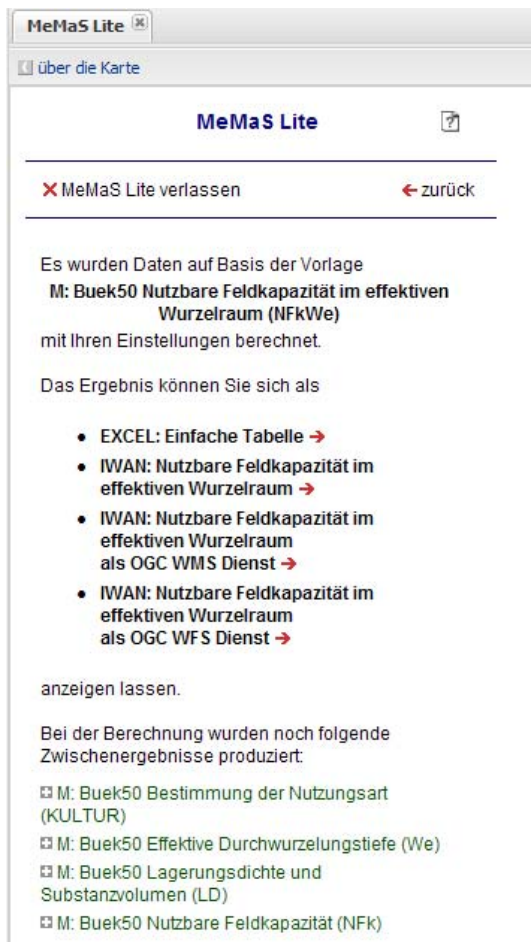 MeMaS Lite
über die Karte
MeMaS Lite
MeMaS Lite verlassen
zurück
Es wurden Daten auf Basis der Vorlage
M: Buek50 Nutzbare Feldkapazität im effektiven
Wurzelraum (NFkWe)
mit Ihren Einstellungen berechnet.
Das Ergebnis können Sie sich als
• EXCEL: Einfache Tabelle →
• IWAN: Nutzbare Feldkapazität im
effektiven Wurzelraum →
• IWAN: Nutzbare Feldkapazität im
effektiven Wurzelraum
als OGC WMS Dienst →
• IWAN: Nutzbare Feldkapazität im
effektiven Wurzelraum
als OGC WFS Dienst →
anzeigen lassen.
Bei der Berechnung wurden noch folgende
Zwischenergebnisse produziert:
M: Buek50 Bestimmung der Nutzungsart
(KULTUR)
M: Buek50 Effektive Durchwurzelungstiefe (We)
M: Buek50 Lagerungsdichte und
Substanzvolumen (LD)
M: Buek50 Nutzbare Feldkapazität (NFk)